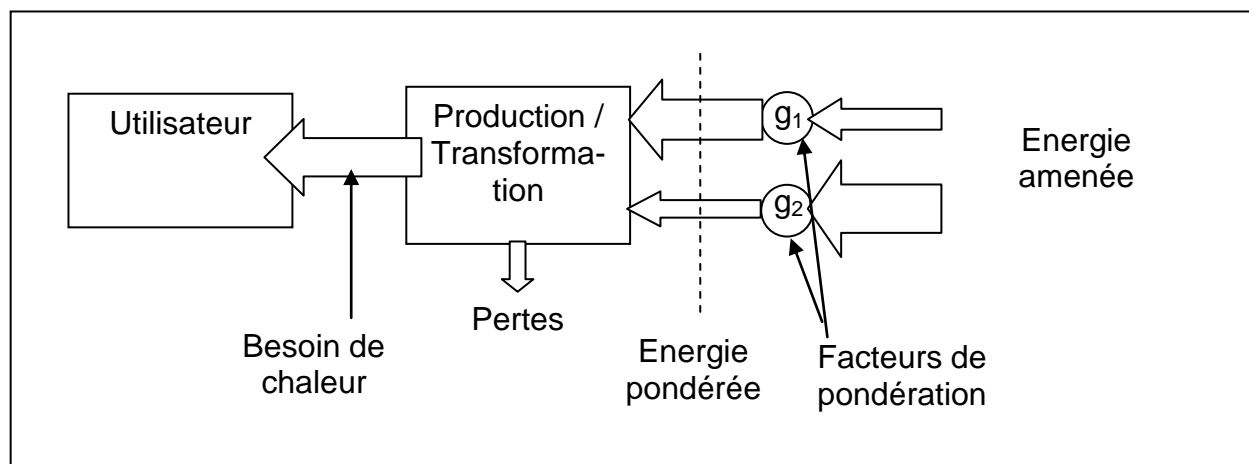 Utilisateur
Production /
Transforma-
tion
g₁
g₂
Energie
amenée
Pertes
Besoin de
chaleur
Energie
pondérée
Facteurs de
pondération